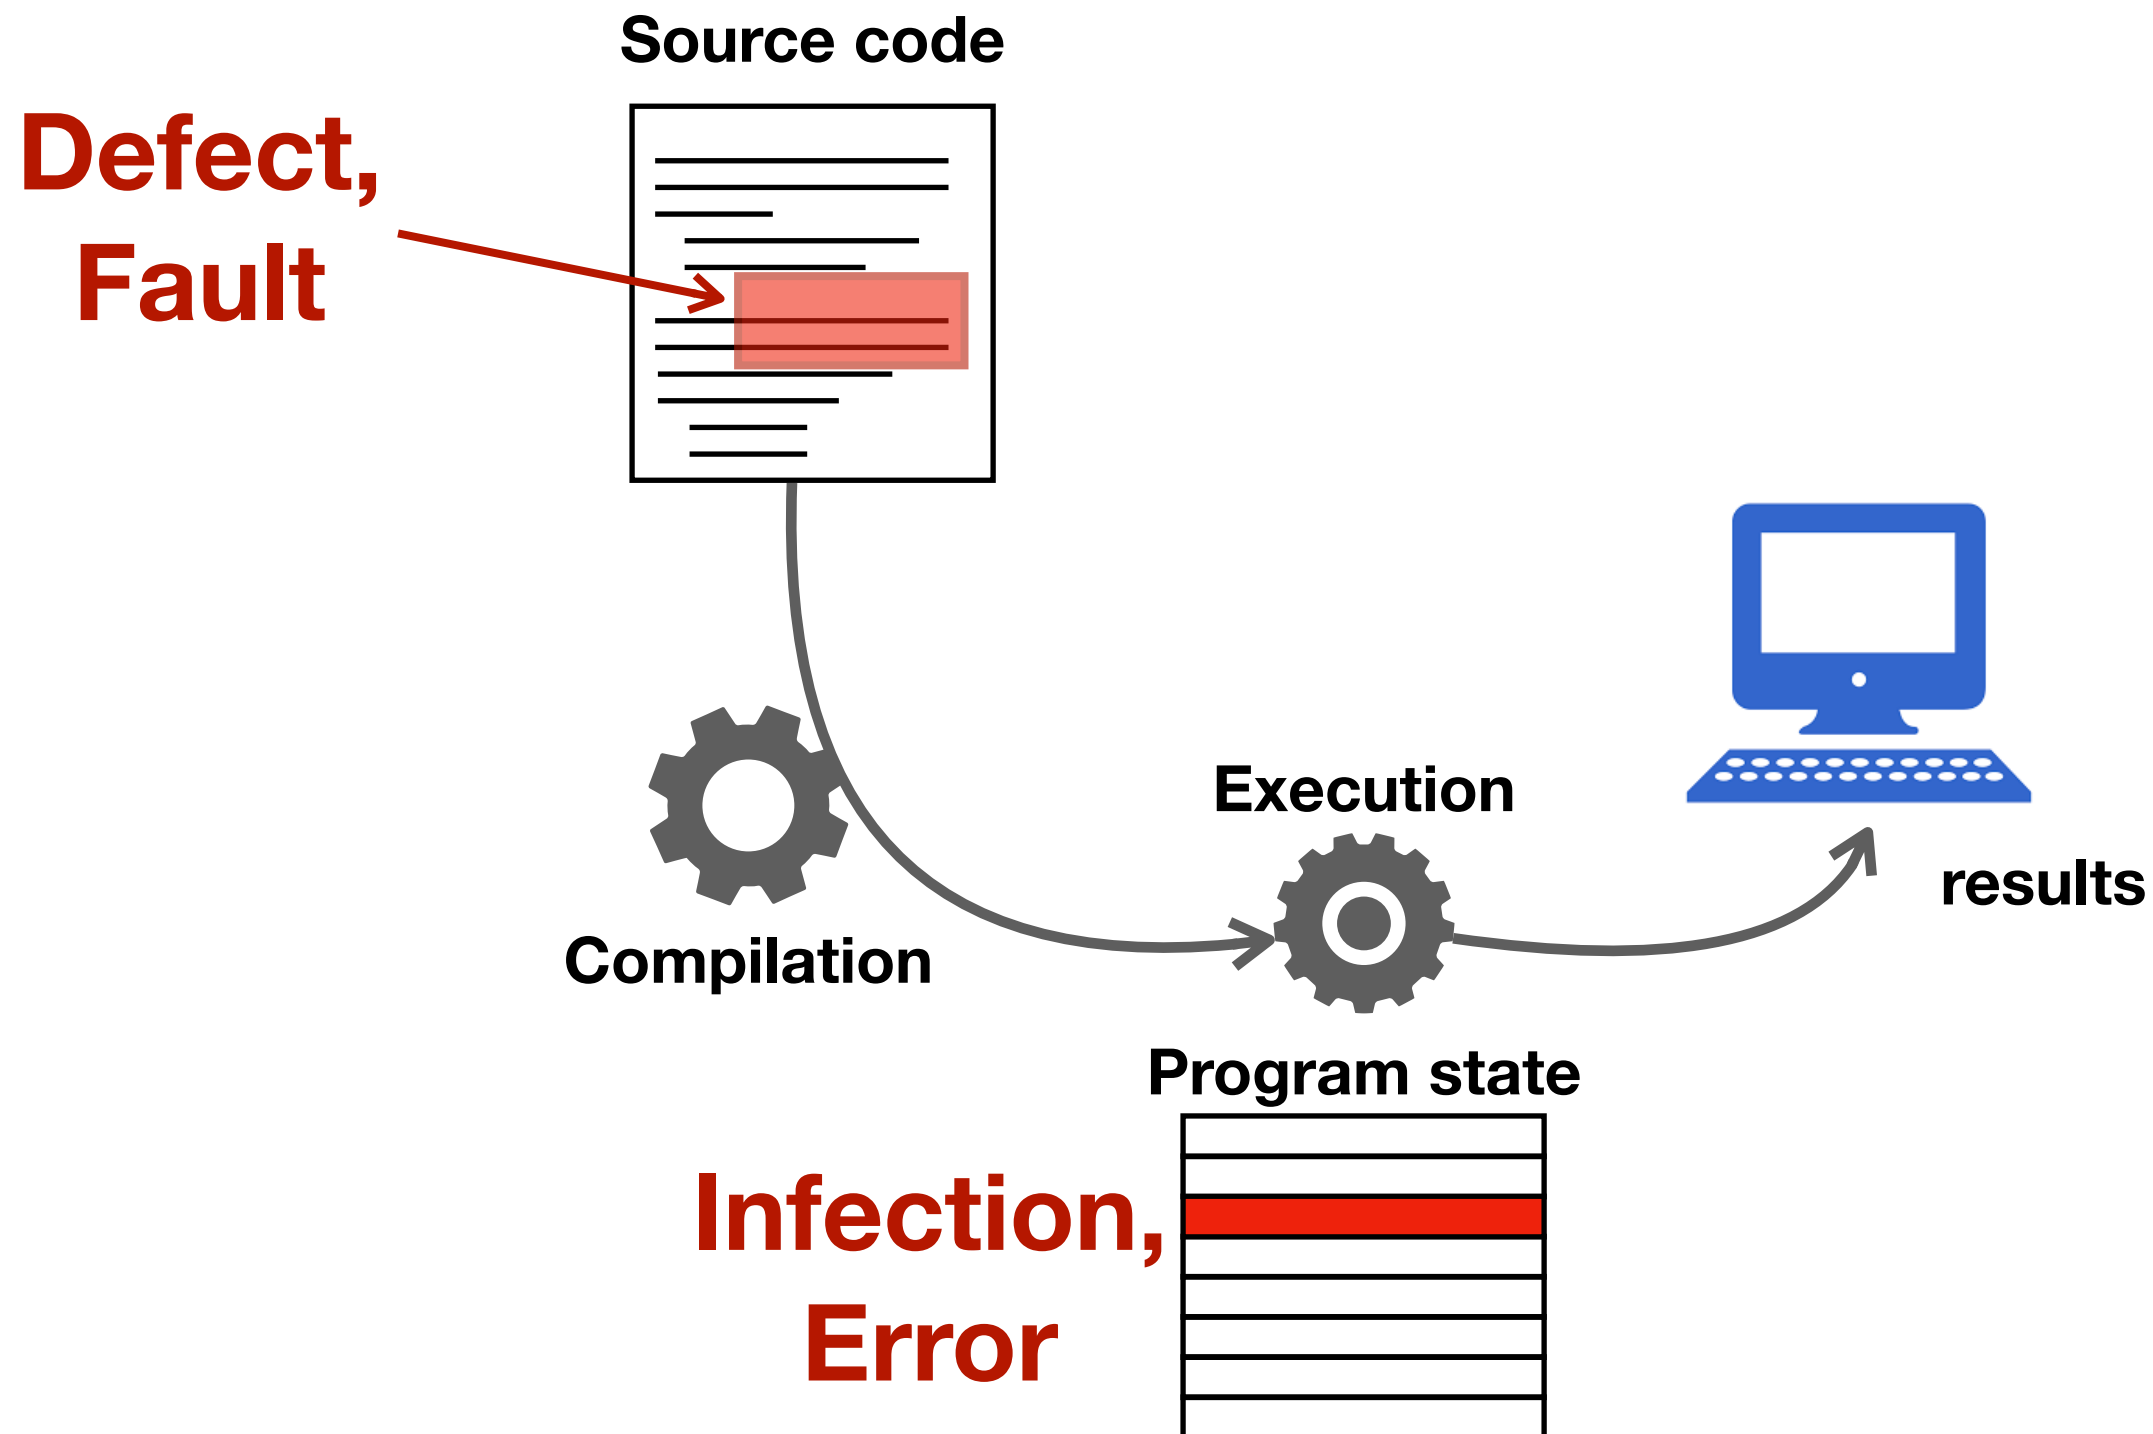 Source code
Defect,
Fault
Execution
results
Compilation
Program state
Infection,
Error